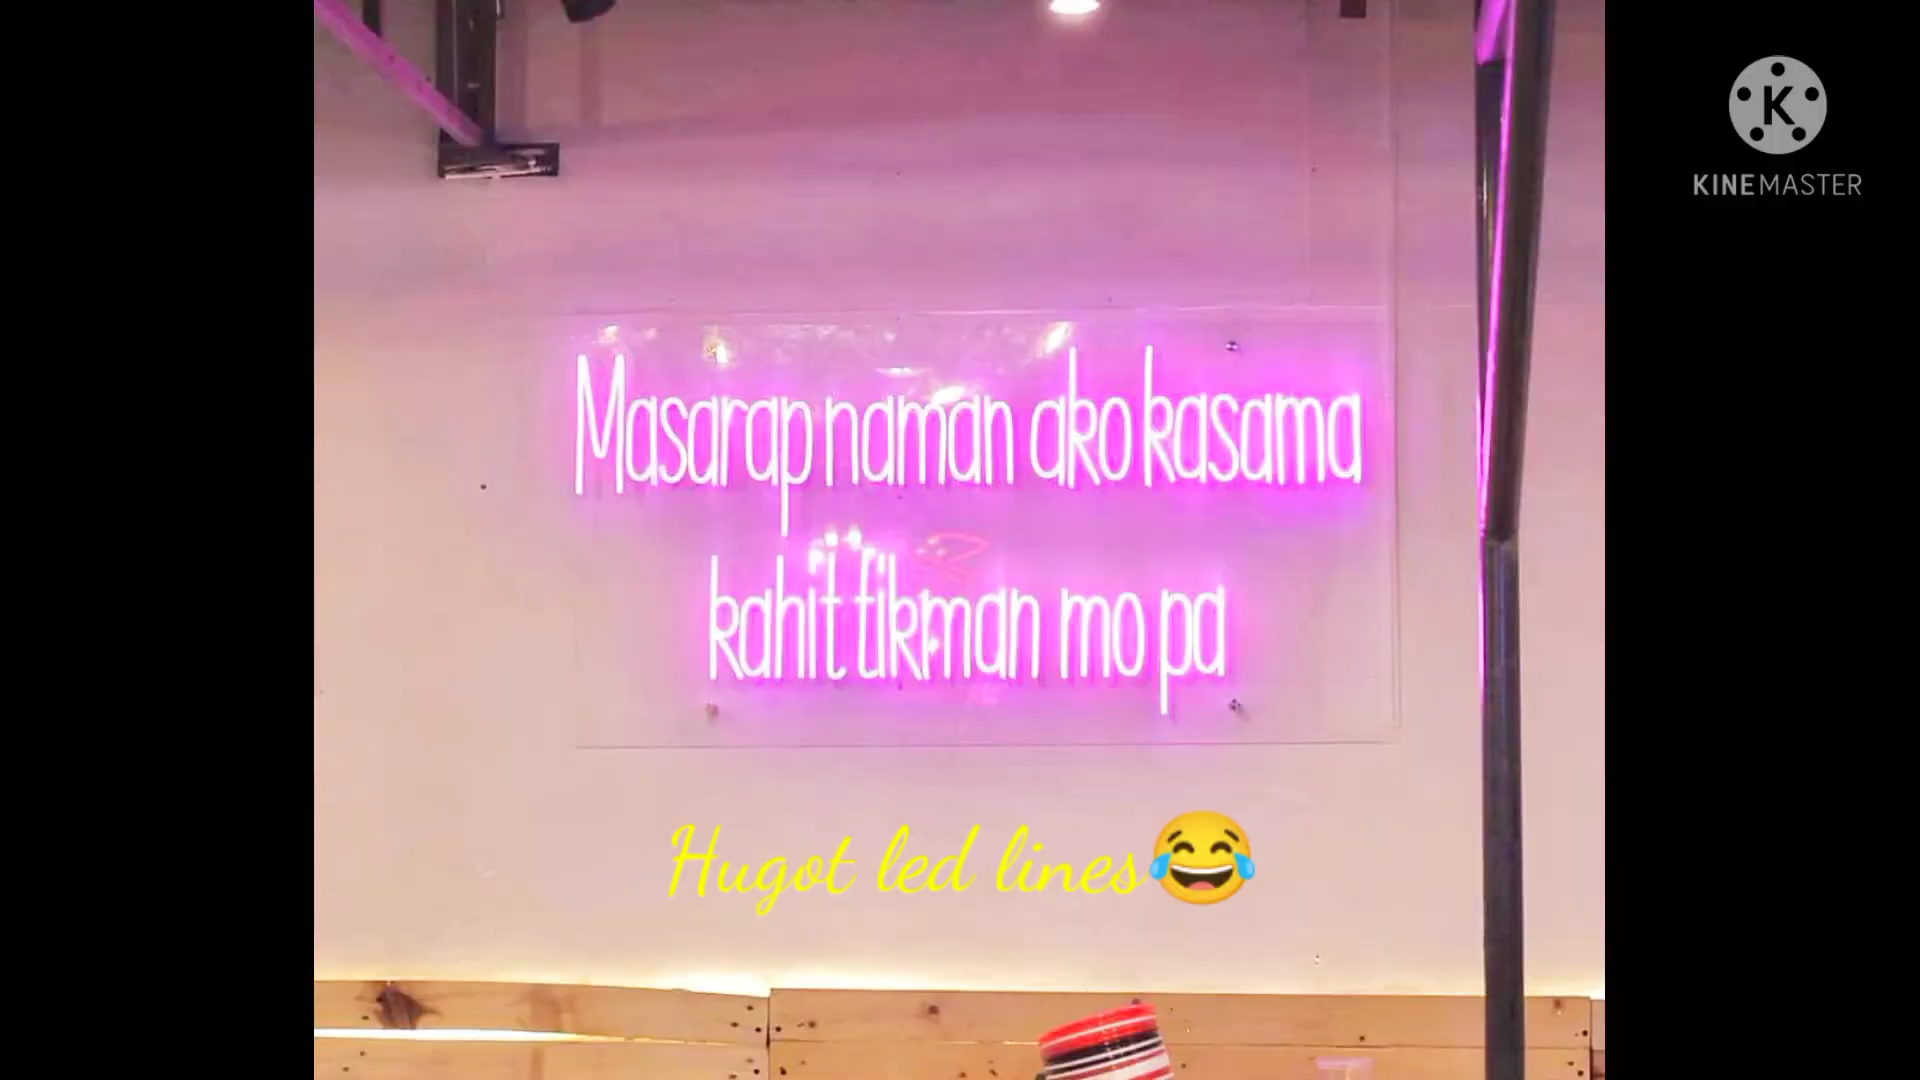 Masarap naman ako kasama
kahit tikman mo pa
Hugot led lines😂
K
KINEMASTER